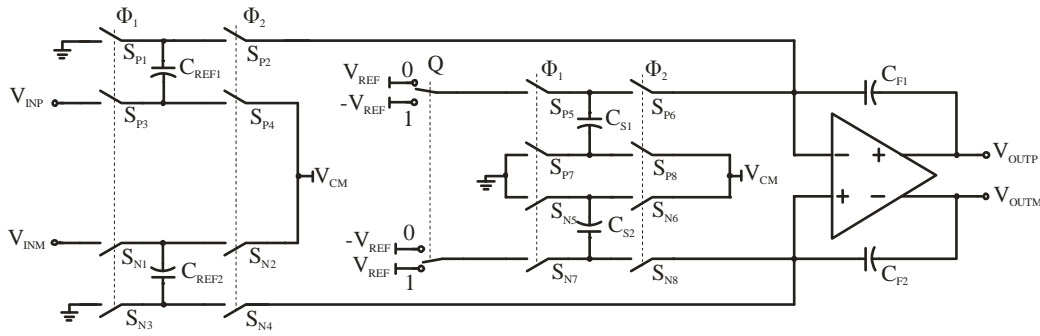 Φ1
Φ2
SP1
SP2
CREF1
VINP
SP3
SP4
VCM
VINM
SN1
SN2
CREF2
SN3
SN4
Q
VREF
0
-VREF
1
Φ1
Φ2
SP5
SP6
CS1
SP7
SP8
VCM
SN5
SN6
CS2
-VREF
0
VREF
1
SN7
SN8
CF1
− +
+ −
VOUTP
VOUTM
CF2